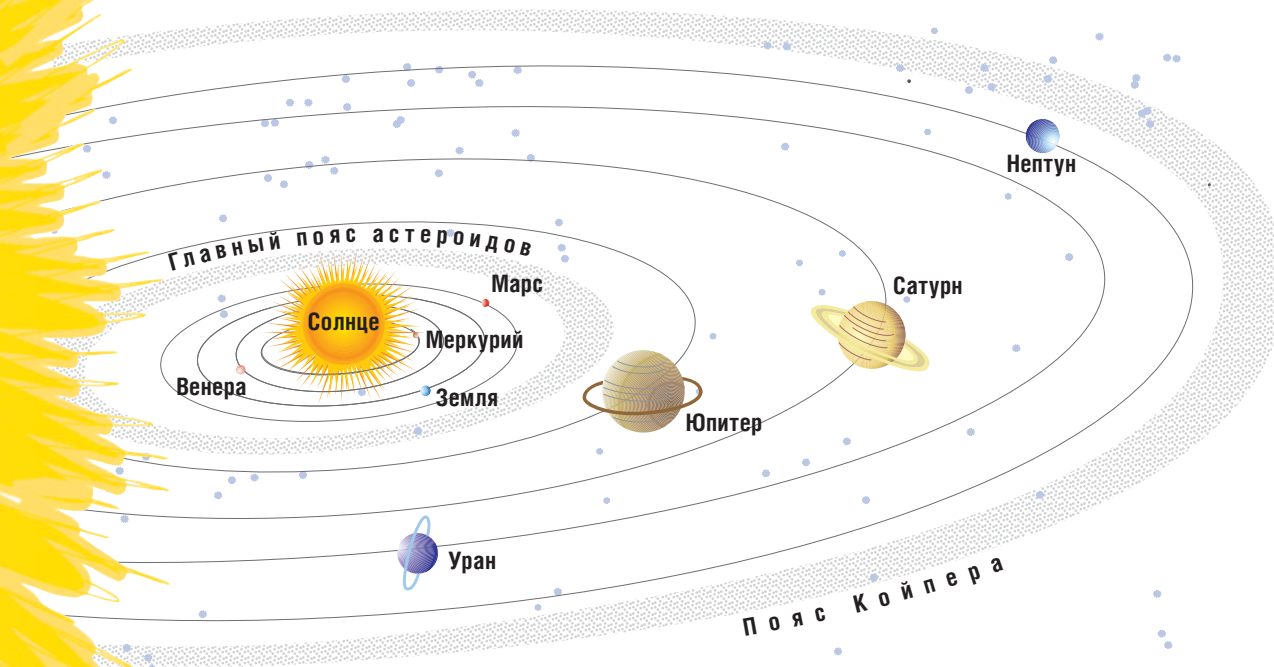 Нептун
Главный пояс астероидов
Марс
Сатурн
Солнце
Меркурий
Венера
Земля
Юпитер
Уран
Пояс Койпера